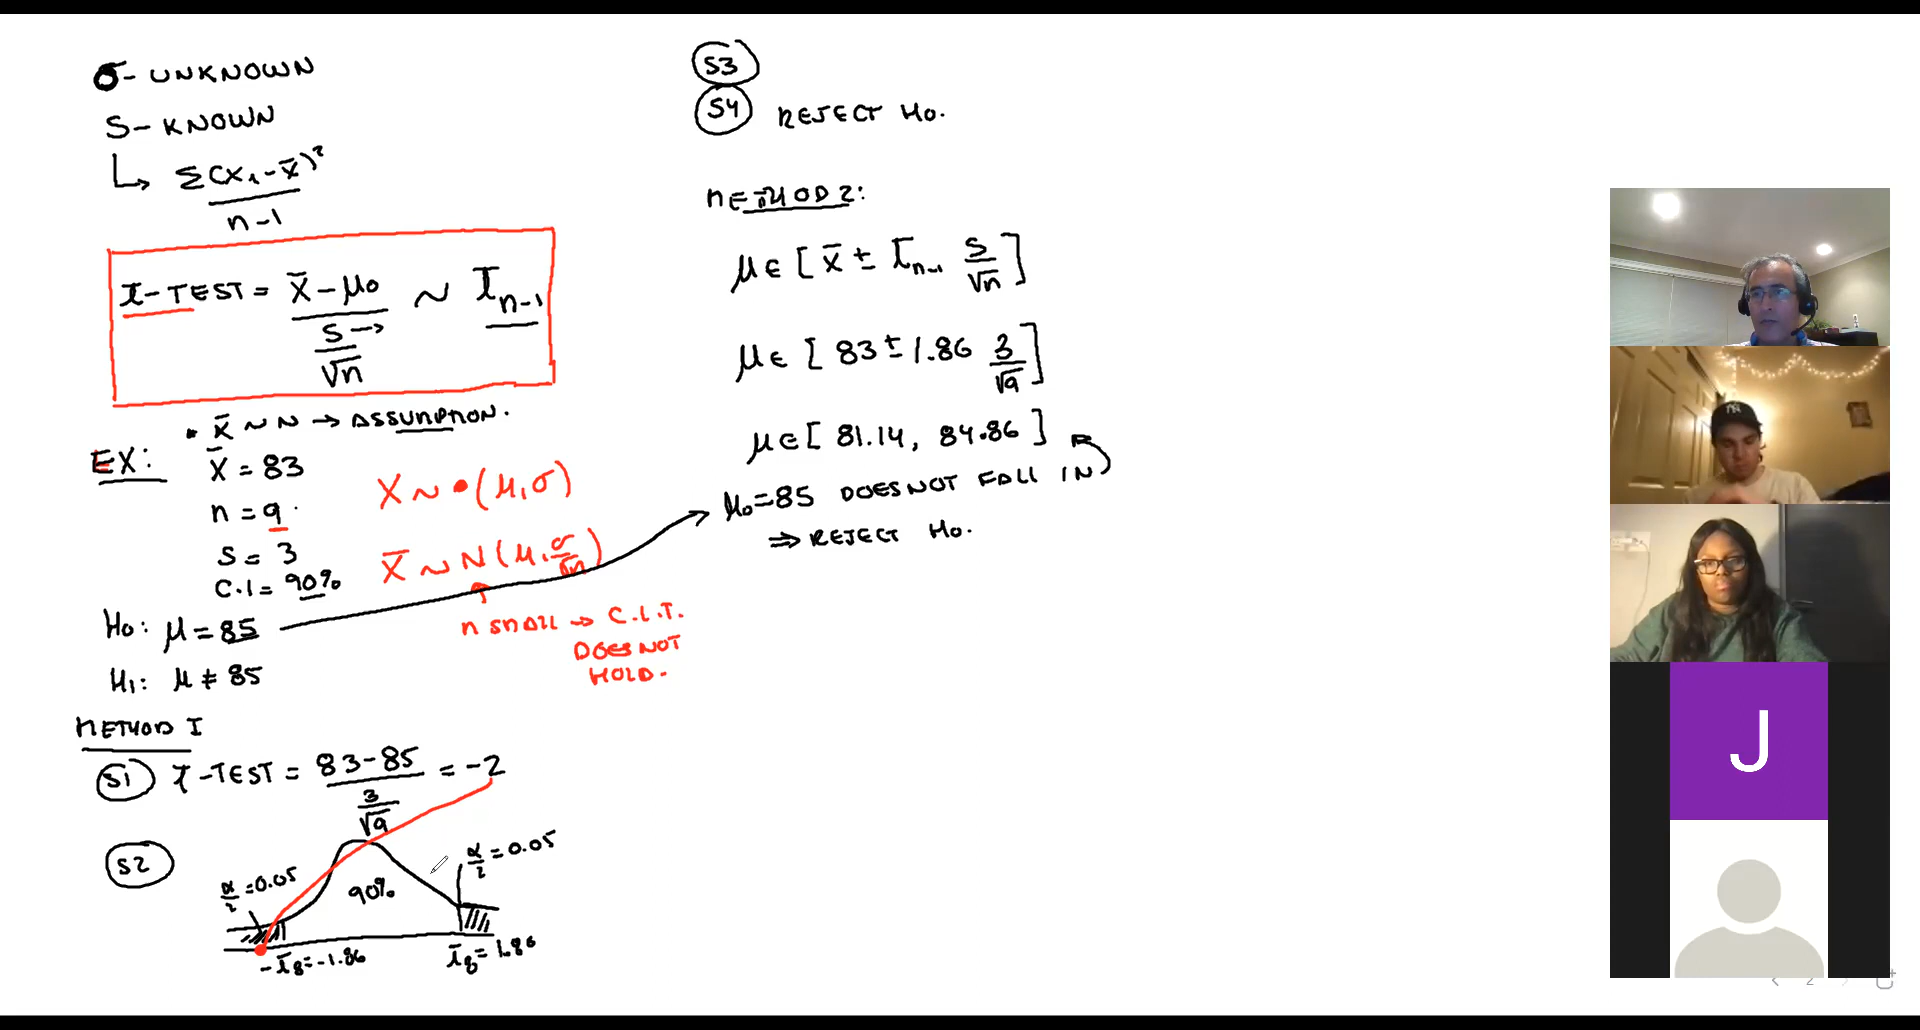 σ- UNKNOWN
S- KNOWN
↳ Σ(x₁-x̄)²
n-1
t-TEST = x̄-μ₀ ~ t n-1
S →
√n
• x̄ ~ N → ASSUMPTION.
EX:
x̄ = 83
n = 9
S = 3
C.I = 90%
H₀: μ = 85
H₁: μ ≠ 85
X ~ •(μ, σ)
X̄ ~ N(μ, σ/√n)
n SMALL → C.L.T.
DOES NOT
HOLD.
METHOD I
S1 t-TEST = 83-85 = -2
3
√9
S2
α/2 = 0.05
90%
α/2 = 0.05
-t₈ = -1.86
t₈ = 1.86
S3
S4 REJECT H₀.
METHOD 2:
μ ∈ [ x̄ ± t n-1 S/√n ]
μ ∈ [ 83 ± 1.86 3/√9 ]
μ ∈ [ 81.14, 84.86 ]
μ₀=85 DOES NOT FALL IN
⇒ REJECT H₀.
NY
J
2